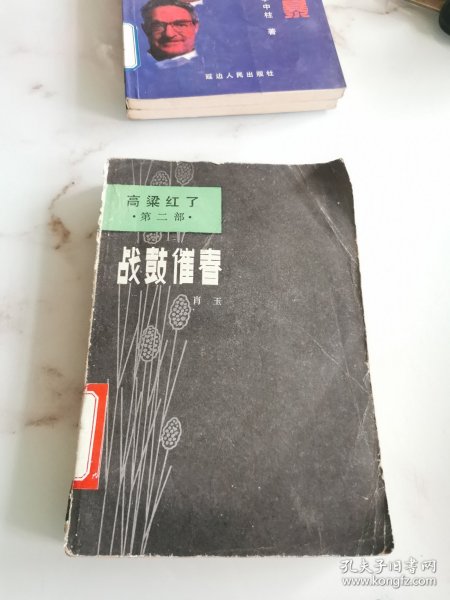 中柱 著
延边人民出版社
高粱红了
·第二部·
战鼓催春
肖玉
孔夫子旧书网
www.kongfz.com